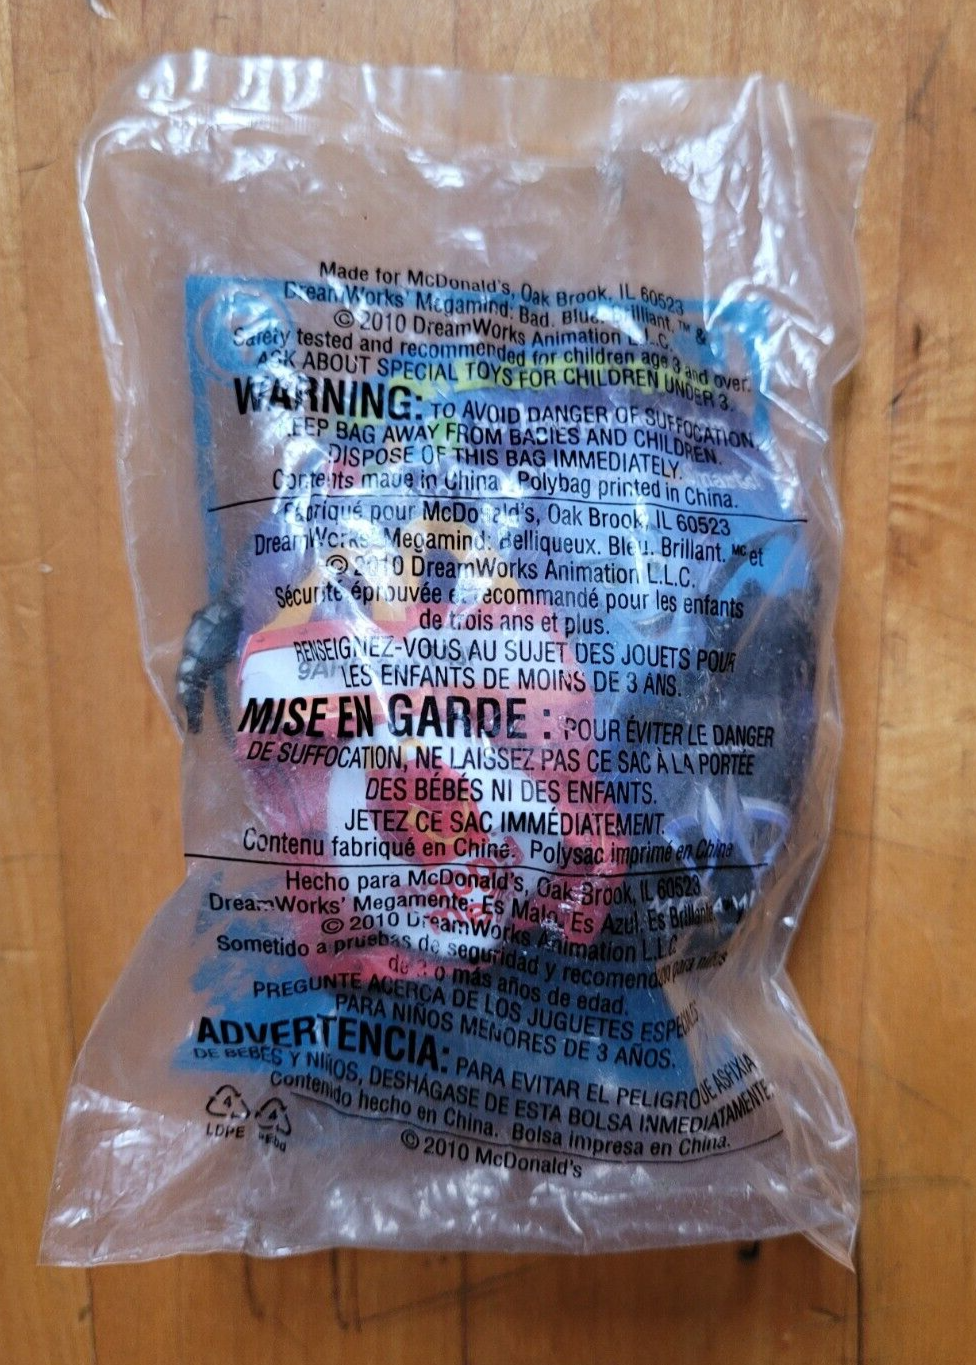 Made for McDonald's, Oak Brook, IL 60523
DreamWorks' Megamind: Bad. Blue. Brilliant.™ &
© 2010 DreamWorks Animation L.L.C.
Safety tested and recommended for children age 3 and over.
ASK ABOUT SPECIAL TOYS FOR CHILDREN UNDER 3.
WARNING: TO AVOID DANGER OF SUFFOCATION
KEEP BAG AWAY FROM BABIES AND CHILDREN.
DISPOSE OF THIS BAG IMMEDIATELY.
Contents made in China. Polybag printed in China.
Fabriqué pour McDonald's, Oak Brook, IL 60523
DreamWorks' Megamind: Belliqueux. Bleu. Brillant. MC et
© 2010 DreamWorks Animation L.L.C.
Sécurité éprouvée et recommandé pour les enfants
de trois ans et plus.
RENSEIGNEZ-VOUS AU SUJET DES JOUETS POUR
LES ENFANTS DE MOINS DE 3 ANS.
MISE EN GARDE : POUR ÉVITER LE DANGER
DE SUFFOCATION, NE LAISSEZ PAS CE SAC À LA PORTÉE
DES BÉBÉS NI DES ENFANTS.
JETEZ CE SAC IMMÉDIATEMENT.
Contenu fabriqué en Chine. Polysac imprimé en Chine
Hecho para McDonald's, Oak Brook, IL 60523
DreamWorks' Megamente: Es Malo. Es Azul. Es Brillante
© 2010 DreamWorks Animation L.L.C
Sometido a pruebas de seguridad y recomendado para niños
de 3 o más años de edad.
PREGUNTE ACERCA DE LOS JUGUETES ESPECIALES
PARA NIÑOS MENORES DE 3 AÑOS.
ADVERTENCIA: PARA EVITAR EL PELIGRO DE ASFIXIA
DE BEBÉS Y NIÑOS, DESHÁGASE DE ESTA BOLSA INMEDIATAMENTE.
Contenido hecho en China. Bolsa impresa en China.
© 2010 McDonald's
4
LDPE
4